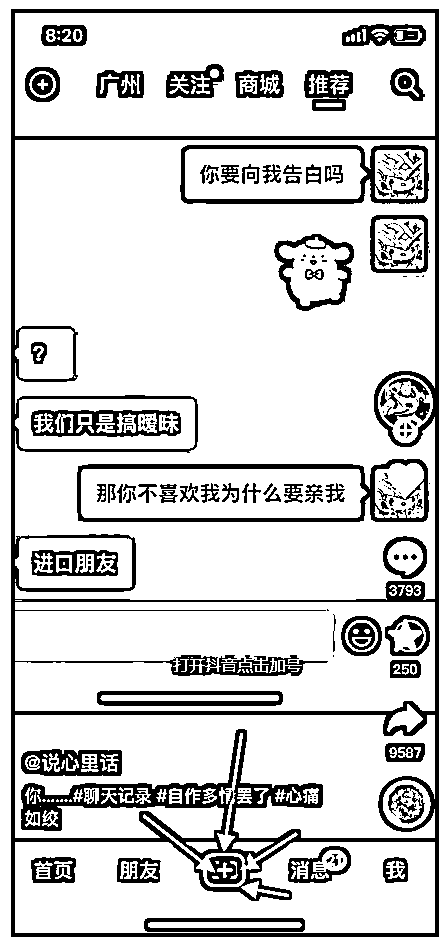 8:20
广州 关注 商城 推荐
你要向我告白吗
?
我们只是搞暧昧
那你不喜欢我为什么要亲我
进口朋友
3793
250
打开抖音点击加号
9587
@说心里话
你......#聊天记录 #自作多情罢了 #心痛
如绞
首页 朋友 消息 我